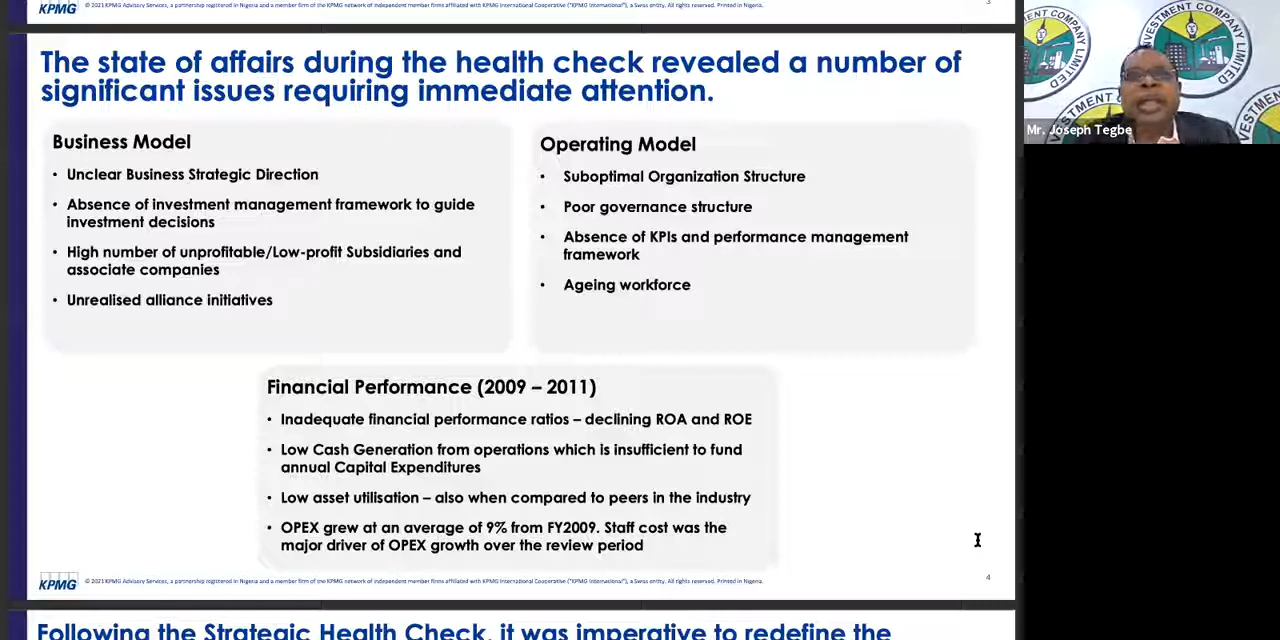 KPMG
© 2021 KPMG Advisory Services, a partnership registered in Nigeria and a member firm of the KPMG network of independent member firms affiliated with KPMG International Cooperative ("KPMG International"), a Swiss entity. All rights reserved. Printed in Nigeria.
3
The state of affairs during the health check revealed a number of
significant issues requiring immediate attention.
Business Model
• Unclear Business Strategic Direction
• Absence of investment management framework to guide
investment decisions
• High number of unprofitable/Low-profit Subsidiaries and
associate companies
• Unrealised alliance initiatives
Operating Model
• Suboptimal Organization Structure
• Poor governance structure
• Absence of KPIs and performance management
framework
• Ageing workforce
Financial Performance (2009 – 2011)
• Inadequate financial performance ratios – declining ROA and ROE
• Low Cash Generation from operations which is insufficient to fund
annual Capital Expenditures
• Low asset utilisation – also when compared to peers in the industry
• OPEX grew at an average of 9% from FY2009. Staff cost was the
major driver of OPEX growth over the review period
KPMG
© 2021 KPMG Advisory Services, a partnership registered in Nigeria and a member firm of the KPMG network of independent member firms affiliated with KPMG International Cooperative ("KPMG International"), a Swiss entity. All rights reserved. Printed in Nigeria.
4
Following the Strategic Health Check, it was imperative to redefine the
INVESTMENT COMPANY LIMITED
Mr. Joseph Tegbe